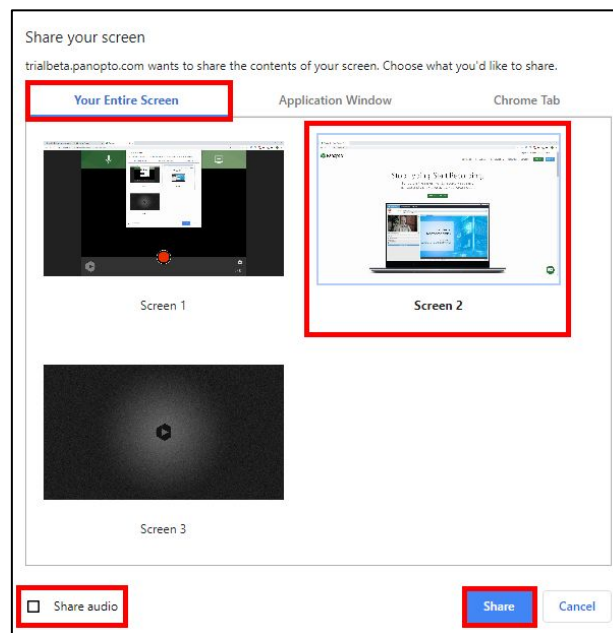 Share your screen
trialbeta.panopto.com wants to share the contents of your screen. Choose what you'd like to share.
Your Entire Screen Application Window Chrome Tab
Screen 1 Screen 2
Screen 3
Share audio Share Cancel